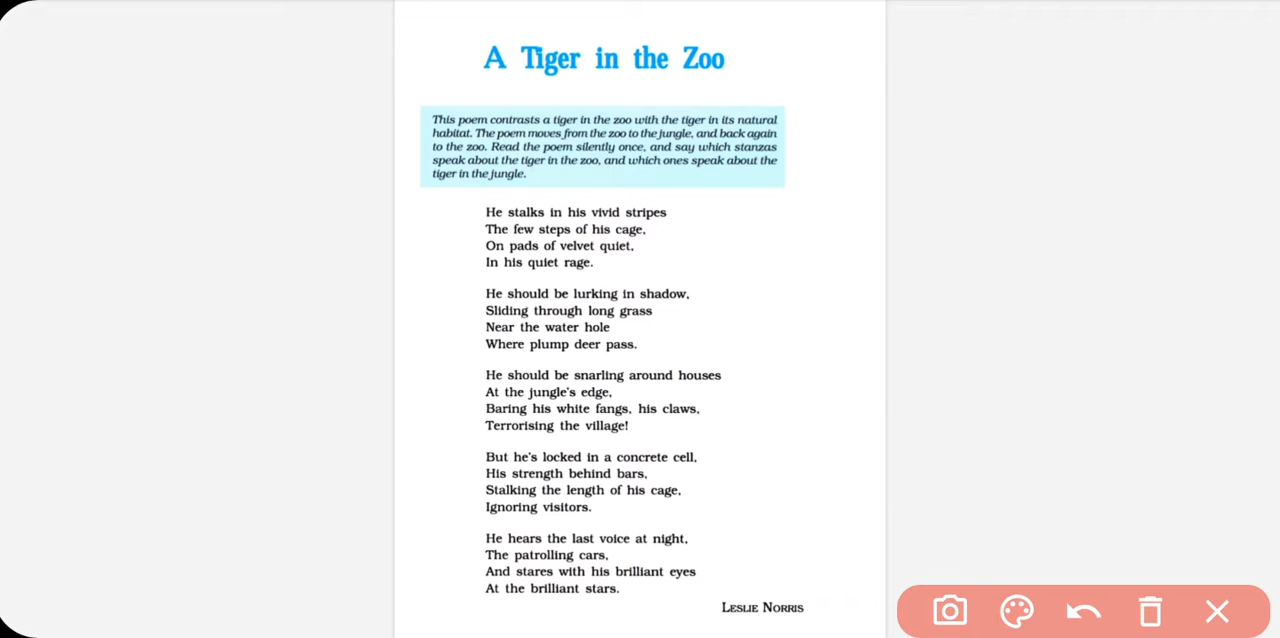 A Tiger in the Zoo
This poem contrasts a tiger in the zoo with the tiger in its natural
habitat. The poem moves from the zoo to the jungle, and back again
to the zoo. Read the poem silently once, and say which stanzas
speak about the tiger in the zoo, and which ones speak about the
tiger in the jungle.
He stalks in his vivid stripes
The few steps of his cage,
On pads of velvet quiet,
In his quiet rage.
He should be lurking in shadow,
Sliding through long grass
Near the water hole
Where plump deer pass.
He should be snarling around houses
At the jungle's edge,
Baring his white fangs, his claws,
Terrorising the village!
But he's locked in a concrete cell,
His strength behind bars,
Stalking the length of his cage,
Ignoring visitors.
He hears the last voice at night,
The patrolling cars,
And stares with his brilliant eyes
At the brilliant stars.
LESLIE NORRIS